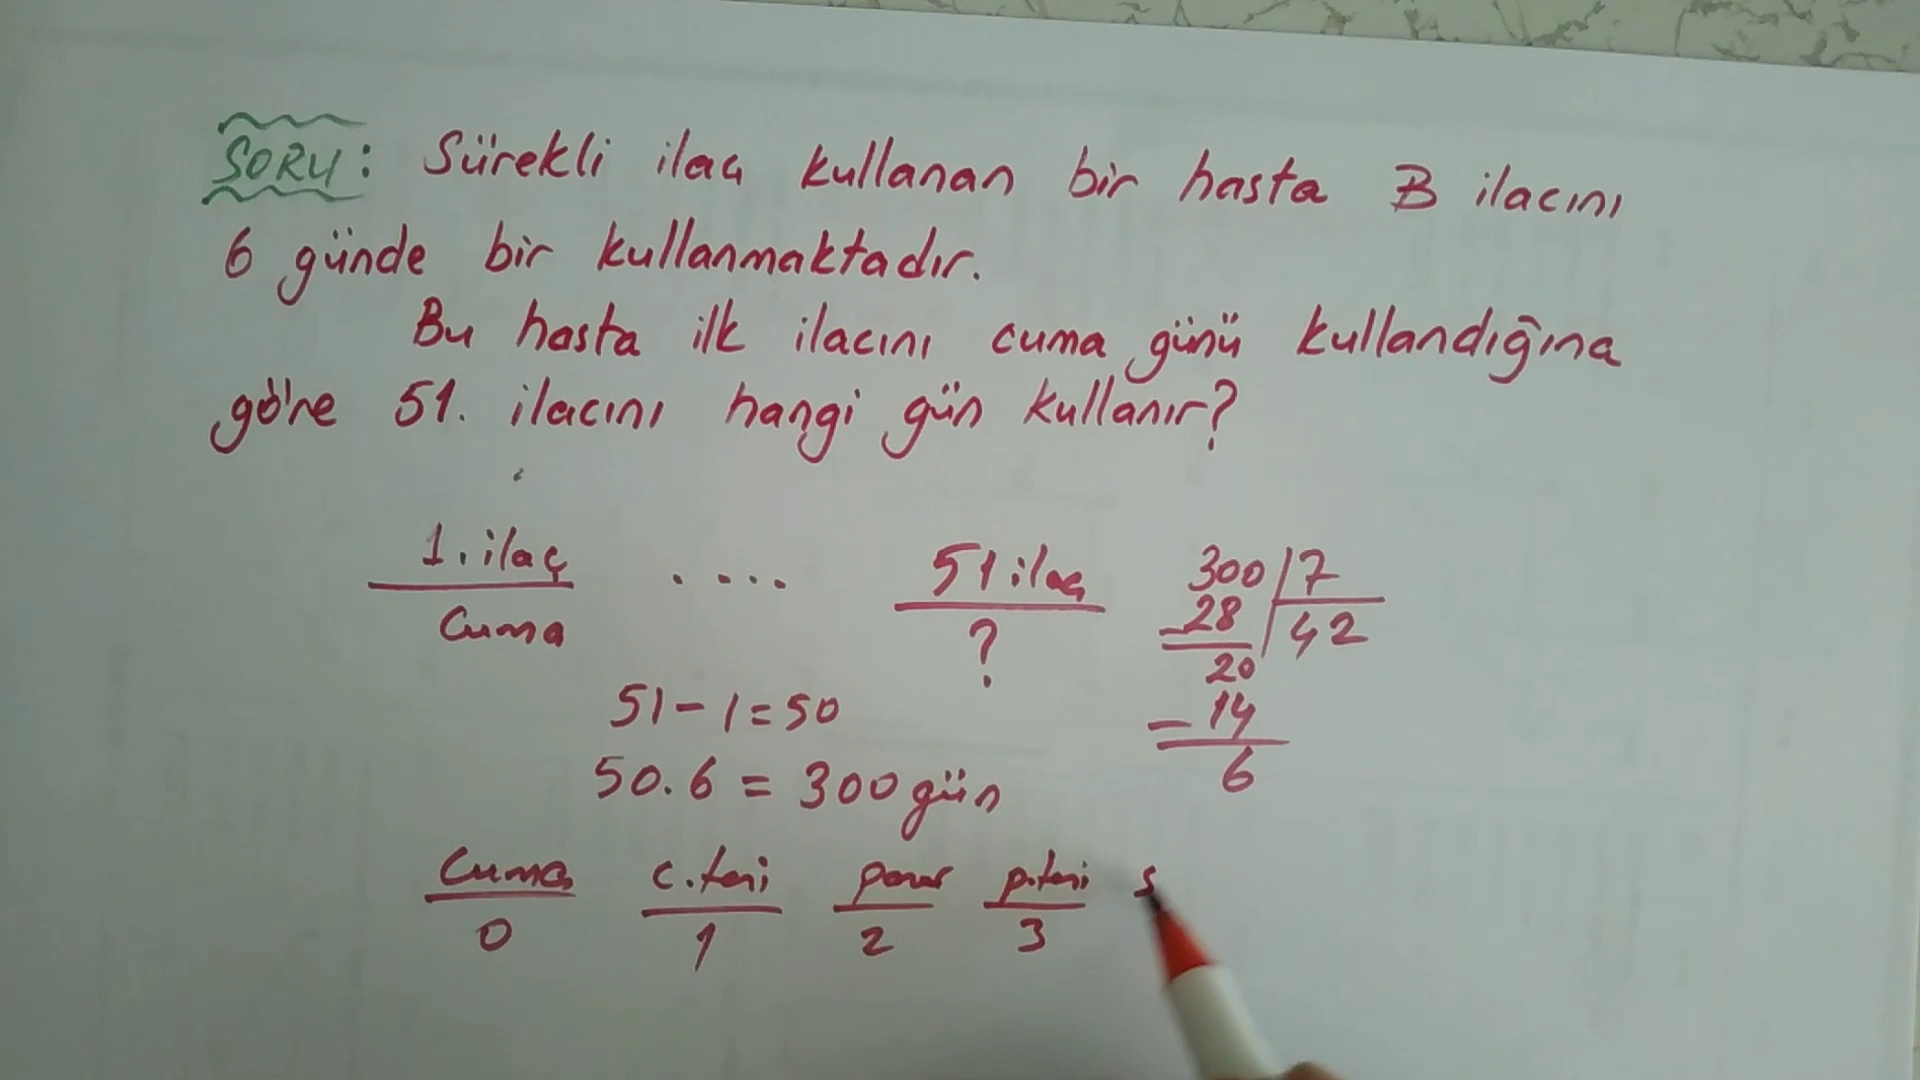 SORU: Sürekli ilaç kullanan bir hasta B ilacını
6 günde bir kullanmaktadır.
Bu hasta ilk ilacını cuma günü kullandığına
göre 51. ilacını hangi gün kullanır?
1. ilaç .... 51 ilaç
Cuma ?
300 | 7
- 28 42
20
- 14
6
51 - 1 = 50
50.6 = 300 gün
Cuma c.tesi pazar p.tesi s
0 1 2 3